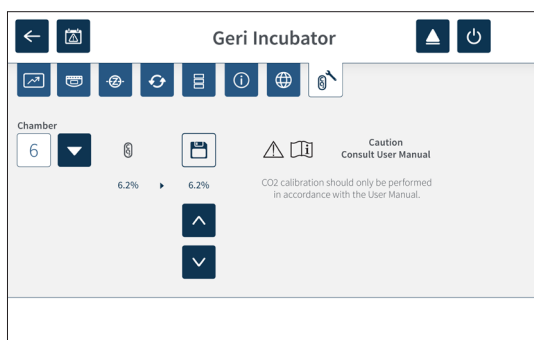 Geri Incubator
Chamber
6
6.2%
6.2%
Caution
Consult User Manual
CO2 calibration should only be performed
in accordance with the User Manual.